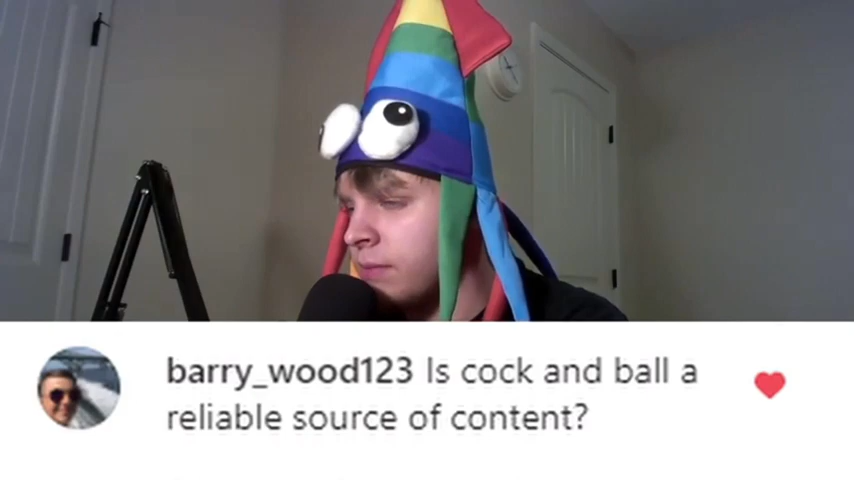 barry_wood123 Is cock and ball a
reliable source of content?